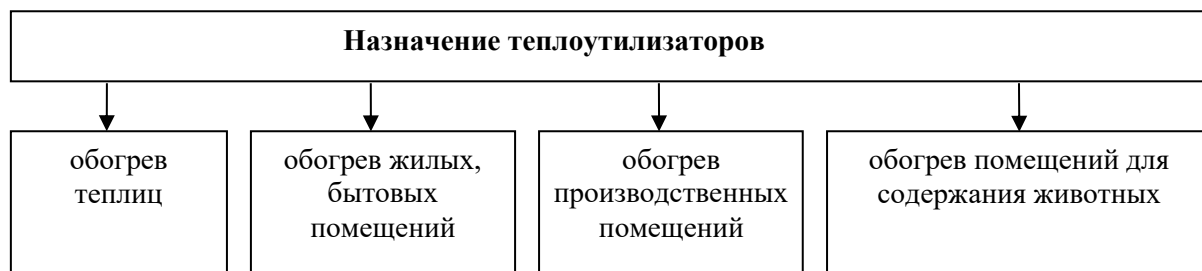 Назначение теплоутилизаторов
обогрев
теплиц
обогрев жилых,
бытовых
помещений
обогрев
производственных
помещений
обогрев помещений для
содержания животных